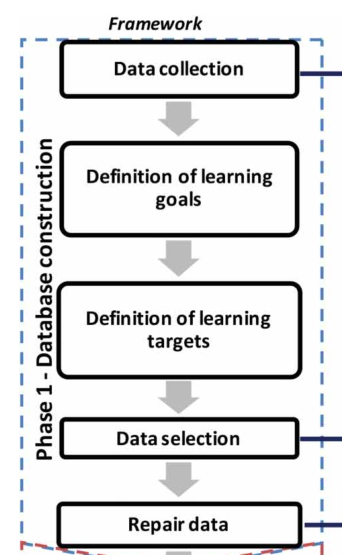 Framework
Data collection
Phase 1 - Database construction
Definition of learning
goals
Definition of learning
targets
Data selection
Repair data